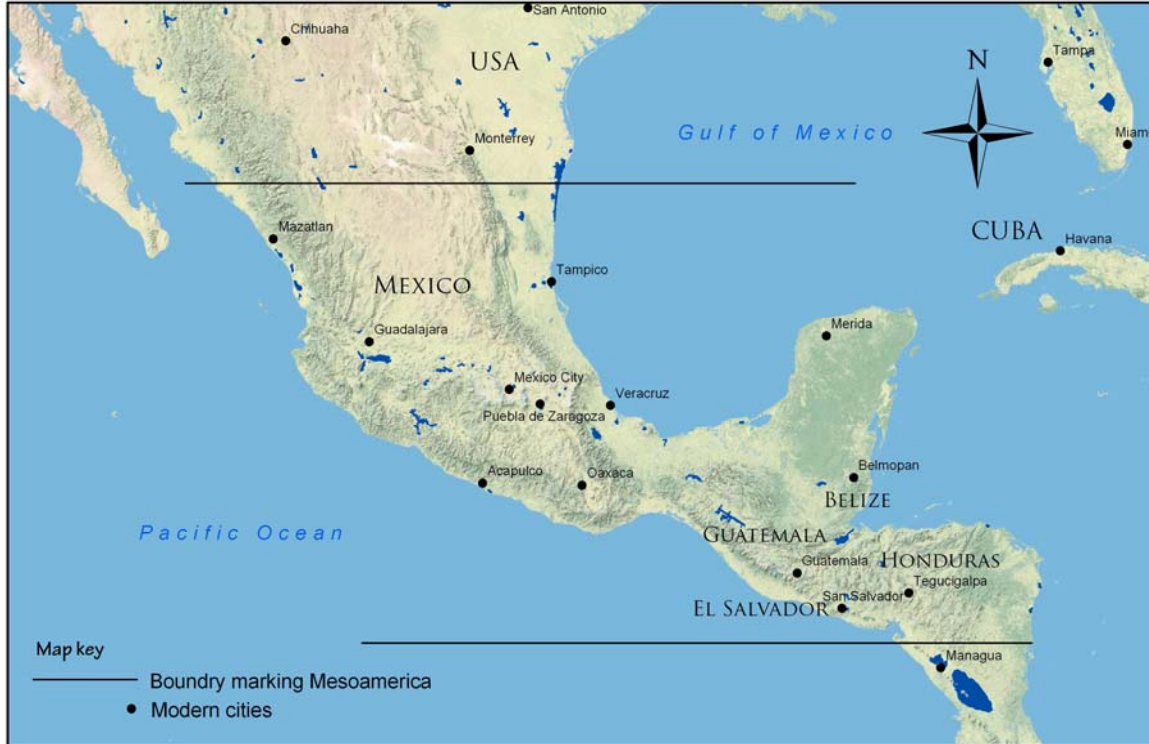 San Antonio
Chihuaha
Tampa
USA
N
Gulf of Mexico
Miam
Monterrey
CUBA
Havana
Mazatlan
Tampico
MEXICO
Merida
Guadalajara
Mexico City
Veracruz
Puebla de Zaragoza
Acapulco
Oaxaca
Belmopan
BELIZE
Pacific Ocean
GUATEMALA
HONDURAS
Guatemala
Tegucigalpa
San Salvador
EL SALVADOR
Managua
Map key
Boundry marking Mesoamerica
Modern cities